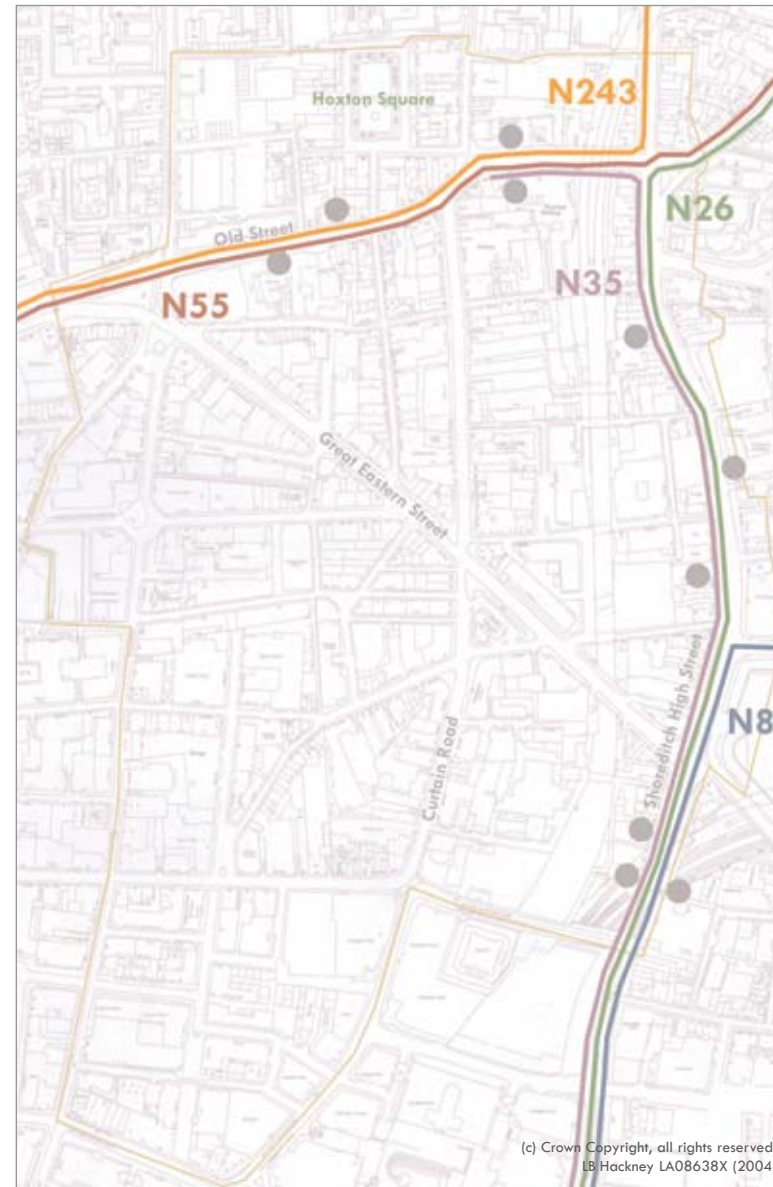 Hoxton Square
N243
N26
Old Street
N35
N55
Great Eastern Street
Shoreditch High Street
N8
Curtain Road
(c) Crown Copyright, all rights reserved
LB Hackney LA08638X (2004